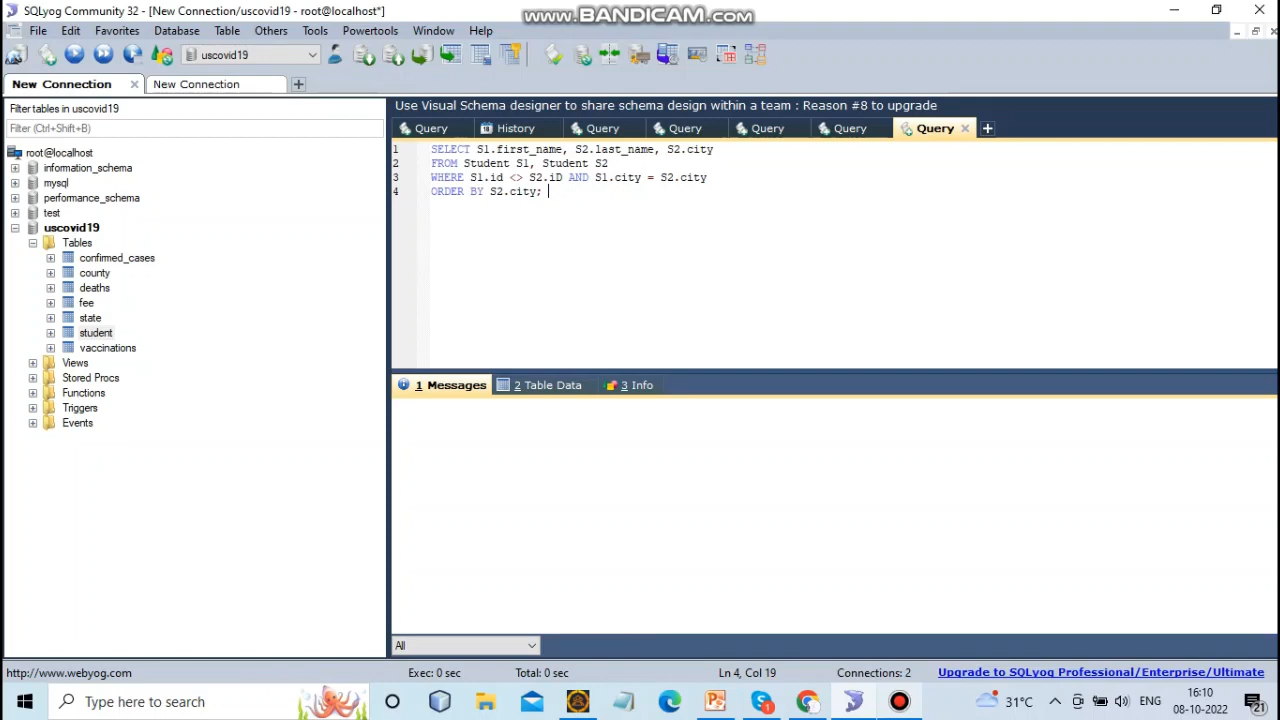 SQLyog Community 32 - [New Connection/uscovid19 - root@localhost*]
www.BANDICAM.com
File Edit Favorites Database Table Others Tools Powertools Window Help
uscovid19
New Connection New Connection
Filter tables in uscovid19
Filter (Ctrl+Shift+B)
root@localhost
information_schema
mysql
performance_schema
test
uscovid19
Tables
confirmed_cases
county
deaths
fee
state
student
vaccinations
Views
Stored Procs
Functions
Triggers
Events
Use Visual Schema designer to share schema design within a team : Reason #8 to upgrade
Query History Query Query Query Query Query
1 SELECT S1.first_name, S2.last_name, S2.city
2 FROM Student S1, Student S2
3 WHERE S1.id <> S2.iD AND S1.city = S2.city
4 ORDER BY S2.city;
1 Messages 2 Table Data 3 Info
All
http://www.webyog.com Exec: 0 sec Total: 0 sec Ln 4, Col 19 Connections: 2 Upgrade to SQLyog Professional/Enterprise/Ultimate
Type here to search
31°C ENG 16:10
08-10-2022
21